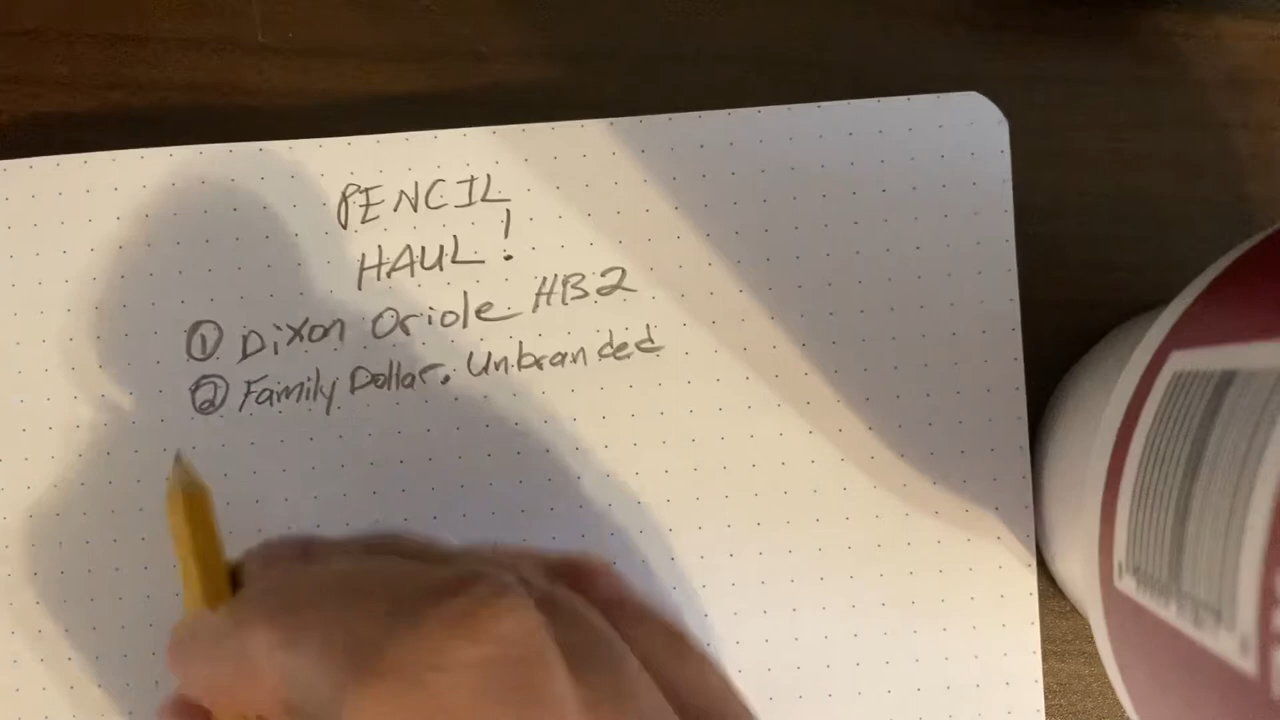 PENCIL
HAUL!
① Dixon Oriole HB2
② Family Dollar. Unbranded